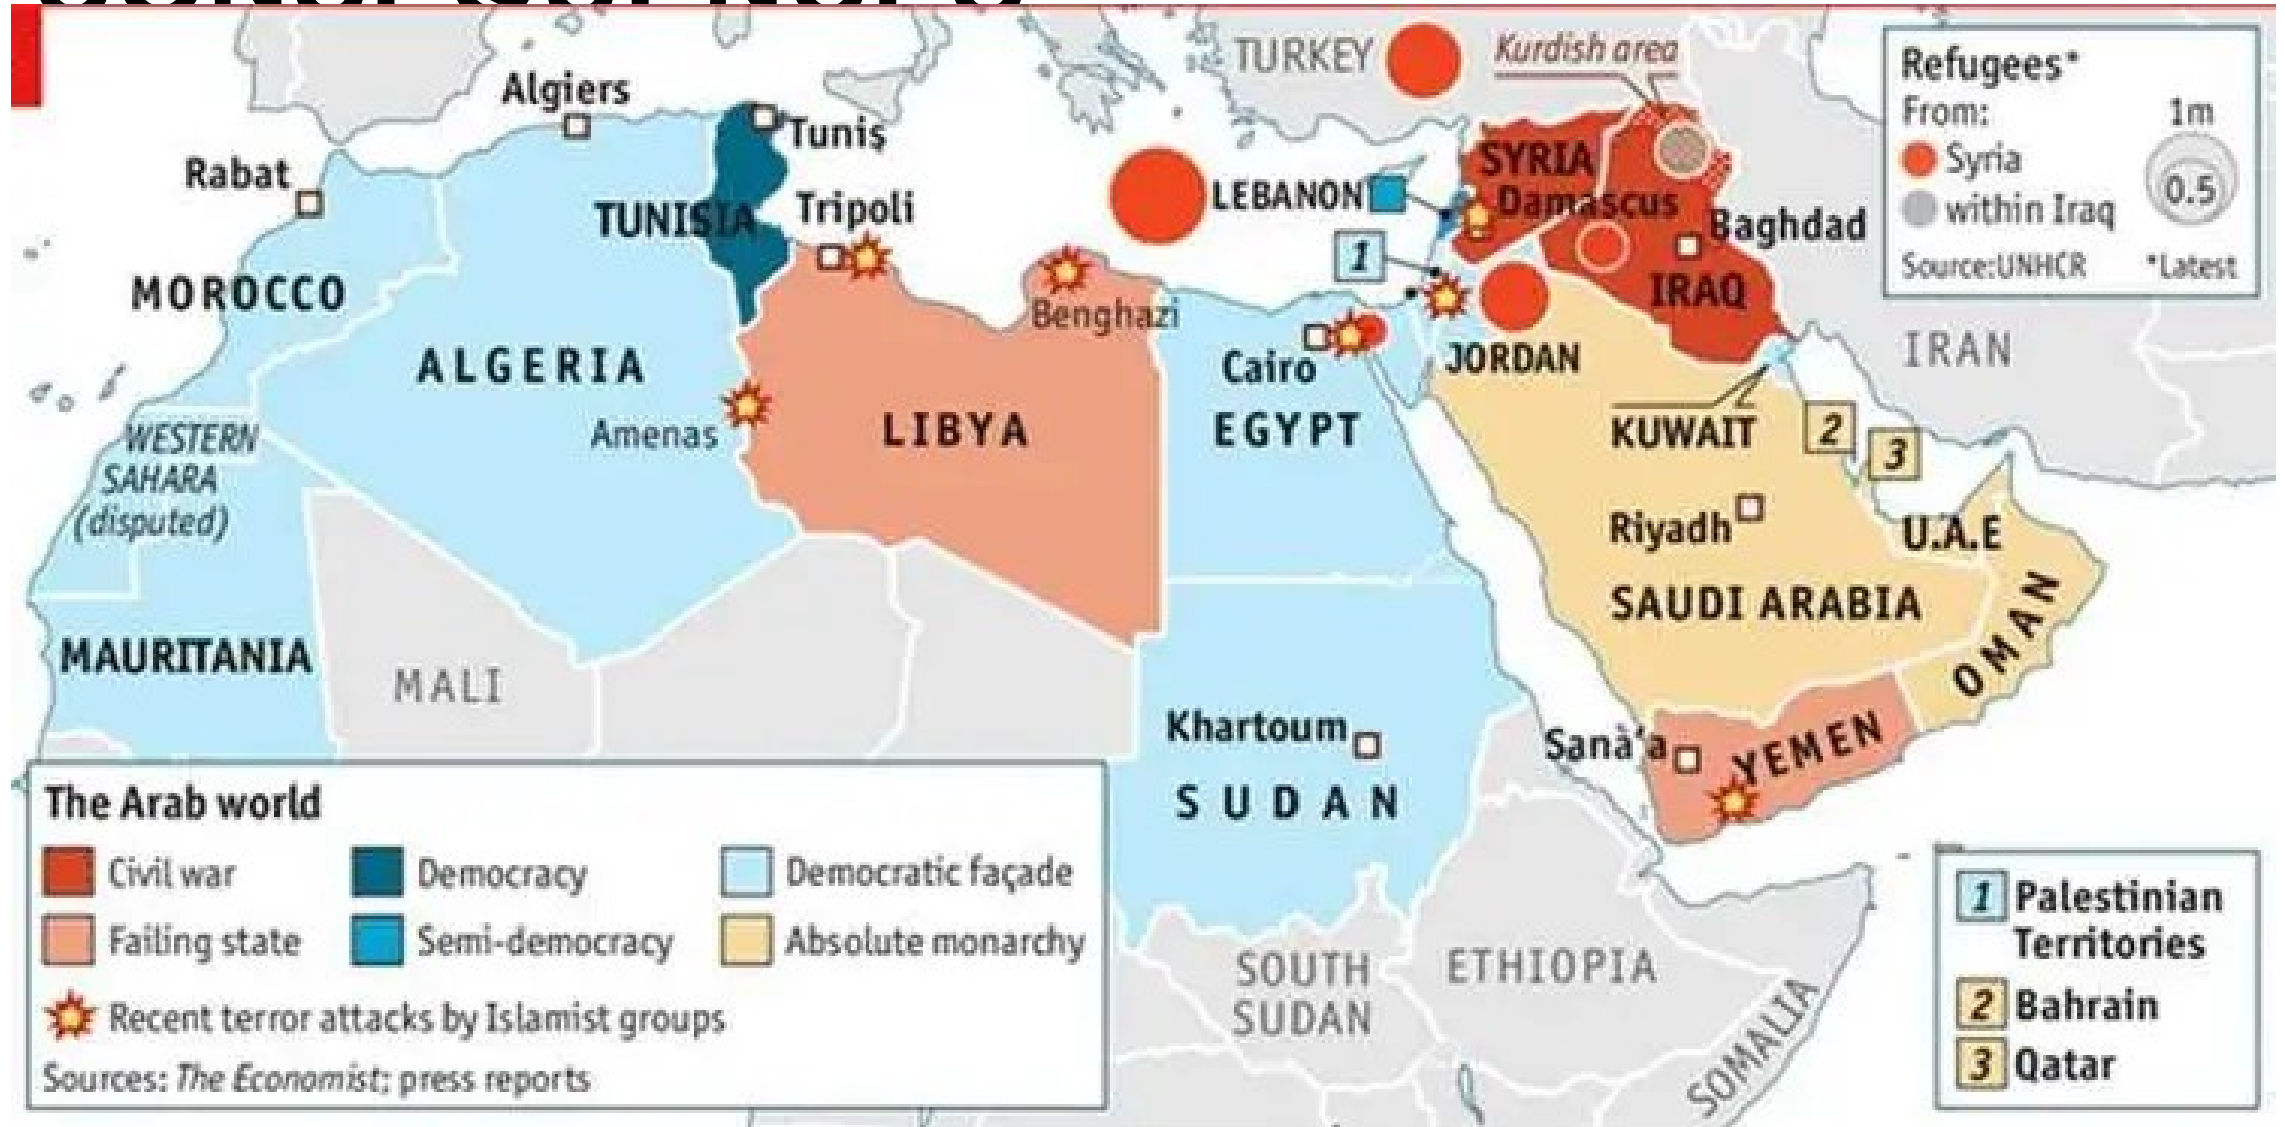 TURKEY
Kurdish area
Algiers
Tunis
Rabat
SYRIA
TUNISIA
Tripoli
LEBANON
Damascus
Baghdad
1
MOROCCO
Benghazi
IRAQ
ALGERIA
Cairo
JORDAN
IRAN
Amenas
LIBYA
EGYPT
KUWAIT
2
3
WESTERN
SAHARA
(disputed)
Riyadh
U.A.E
SAUDI ARABIA
OMAN
MAURITANIA
MALI
Khartoum
Sanà'a
YEMEN
SUDAN
SOUTH
SUDAN
ETHIOPIA
SOMALIA
Refugees*
From:
1m
Syria
0.5
within Iraq
Source:UNHCR
*Latest
The Arab world
Civil war
Democracy
Democratic façade
Failing state
Semi-democracy
Absolute monarchy
Recent terror attacks by Islamist groups
Sources: The Economist; press reports
1 Palestinian
Territories
2 Bahrain
3 Qatar